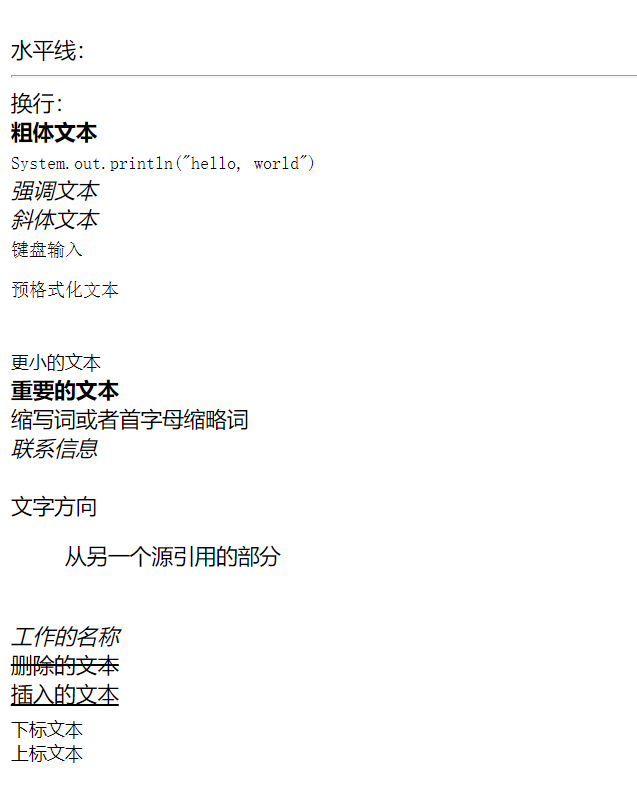 水平线：
换行：
粗体文本
System.out.println("hello, world")
强调文本
斜体文本
键盘输入
预格式化文本
更小的文本
重要的文本
缩写词或者首字母缩略词
联系信息
文字方向
从另一个源引用的部分
工作的名称
删除的文本
插入的文本
下标文本
上标文本